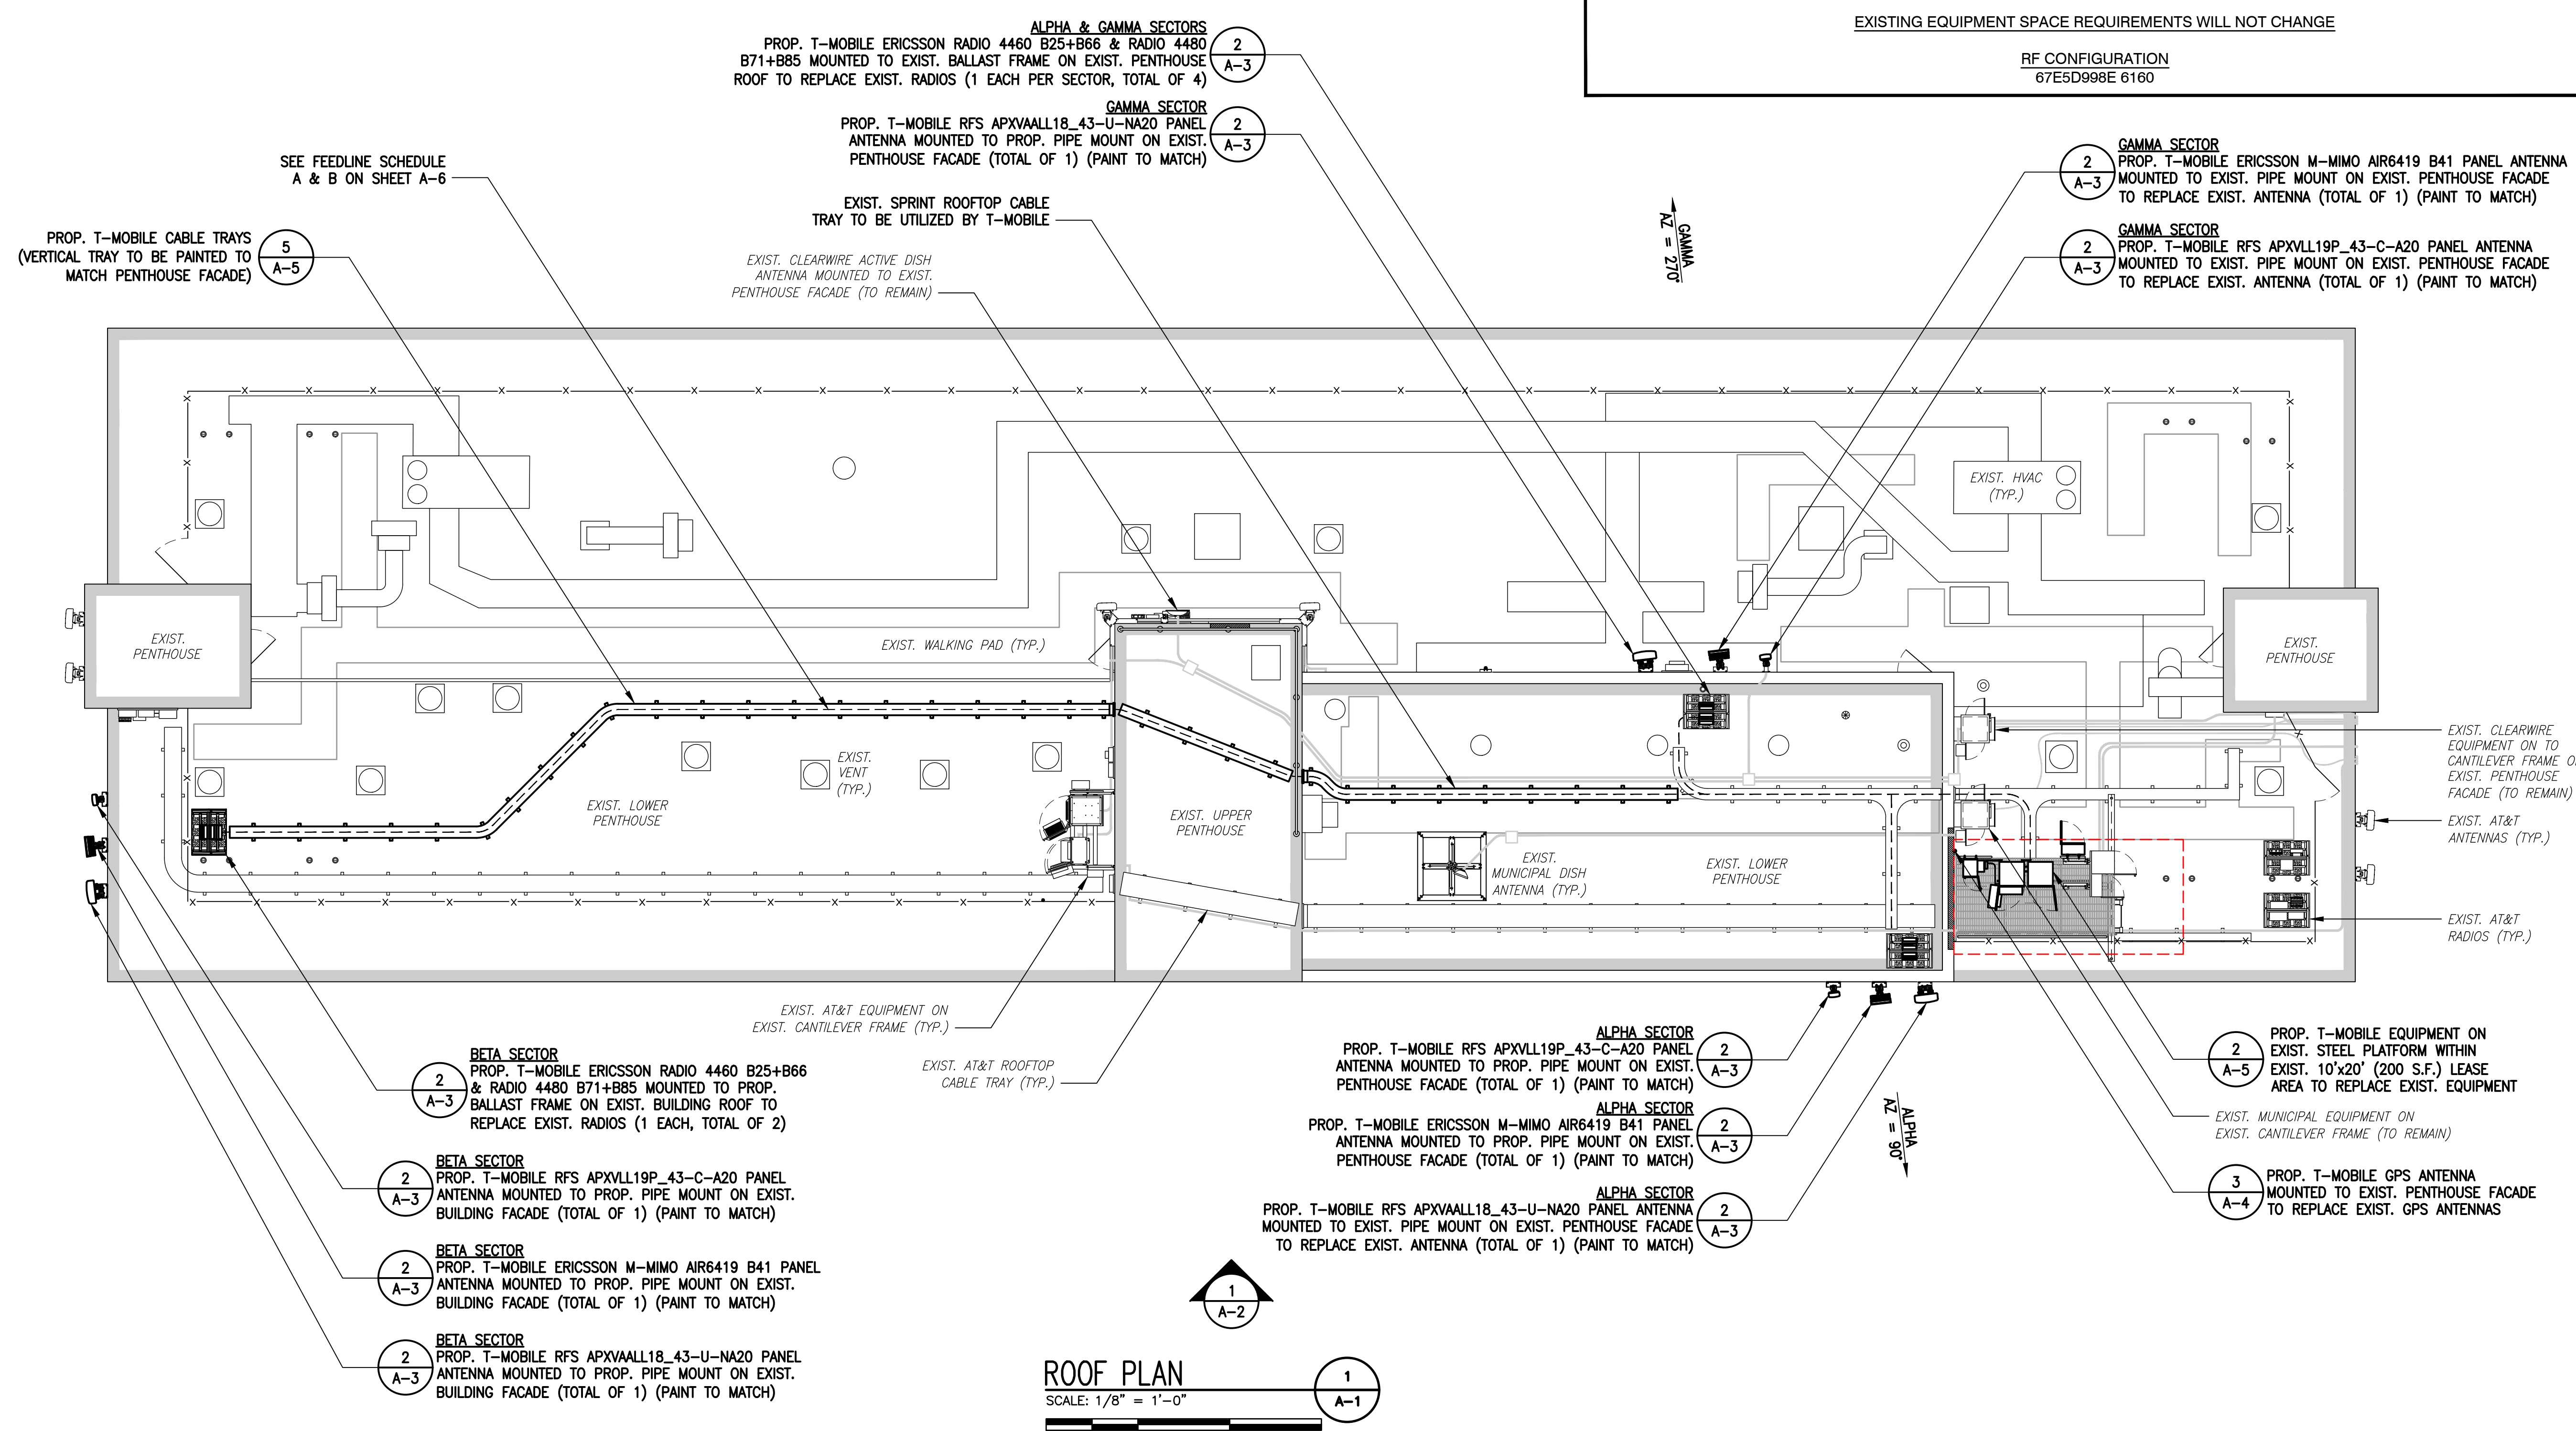 EXISTING EQUIPMENT SPACE REQUIREMENTS WILL NOT CHANGE
RF CONFIGURATION
67E5D998E 6160
ALPHA & GAMMA SECTORS
PROP. T-MOBILE ERICSSON RADIO 4460 B25+B66 & RADIO 4480
B71+B85 MOUNTED TO EXIST. BALLAST FRAME ON EXIST. PENTHOUSE
ROOF TO REPLACE EXIST. RADIOS (1 EACH PER SECTOR, TOTAL OF 4)
2
A-3
GAMMA SECTOR
PROP. T-MOBILE RFS APXVAALL18_43-U-NA20 PANEL
ANTENNA MOUNTED TO PROP. PIPE MOUNT ON EXIST.
PENTHOUSE FACADE (TOTAL OF 1) (PAINT TO MATCH)
2
A-3
SEE FEEDLINE SCHEDULE
A & B ON SHEET A-6
EXIST. SPRINT ROOFTOP CABLE
TRAY TO BE UTILIZED BY T-MOBILE
PROP. T-MOBILE CABLE TRAYS
(VERTICAL TRAY TO BE PAINTED TO
MATCH PENTHOUSE FACADE)
5
A-5
EXIST. CLEARWIRE ACTIVE DISH
ANTENNA MOUNTED TO EXIST.
PENTHOUSE FACADE (TO REMAIN)
GAMMA
AZ = 270°
2
A-3
GAMMA SECTOR
PROP. T-MOBILE ERICSSON M-MIMO AIR6419 B41 PANEL ANTENNA
MOUNTED TO EXIST. PIPE MOUNT ON EXIST. PENTHOUSE FACADE
TO REPLACE EXIST. ANTENNA (TOTAL OF 1) (PAINT TO MATCH)
2
A-3
GAMMA SECTOR
PROP. T-MOBILE RFS APXVLL19P_43-C-A20 PANEL ANTENNA
MOUNTED TO EXIST. PIPE MOUNT ON EXIST. PENTHOUSE FACADE
TO REPLACE EXIST. ANTENNA (TOTAL OF 1) (PAINT TO MATCH)
EXIST. HVAC
(TYP.)
EXIST.
PENTHOUSE
EXIST. WALKING PAD (TYP.)
EXIST.
PENTHOUSE
EXIST.
VENT
(TYP.)
EXIST. LOWER
PENTHOUSE
EXIST. UPPER
PENTHOUSE
EXIST.
MUNICIPAL DISH
ANTENNA (TYP.)
EXIST. LOWER
PENTHOUSE
EXIST. CLEARWIRE
EQUIPMENT ON TO
CANTILEVER FRAME
EXIST. PENTHOUSE
FACADE (TO REMAIN)
EXIST. AT&T
ANTENNAS (TYP.)
EXIST. AT&T
RADIOS (TYP.)
EXIST. AT&T EQUIPMENT ON
EXIST. CANTILEVER FRAME (TYP.)
EXIST. AT&T ROOFTOP
CABLE TRAY (TYP.)
2
A-3
BETA SECTOR
PROP. T-MOBILE ERICSSON RADIO 4460 B25+B66
& RADIO 4480 B71+B85 MOUNTED TO PROP.
BALLAST FRAME ON EXIST. BUILDING ROOF TO
REPLACE EXIST. RADIOS (1 EACH, TOTAL OF 2)
2
A-3
BETA SECTOR
PROP. T-MOBILE RFS APXVLL19P_43-C-A20 PANEL
ANTENNA MOUNTED TO PROP. PIPE MOUNT ON EXIST.
BUILDING FACADE (TOTAL OF 1) (PAINT TO MATCH)
2
A-3
BETA SECTOR
PROP. T-MOBILE ERICSSON M-MIMO AIR6419 B41 PANEL
ANTENNA MOUNTED TO PROP. PIPE MOUNT ON EXIST.
BUILDING FACADE (TOTAL OF 1) (PAINT TO MATCH)
2
A-3
BETA SECTOR
PROP. T-MOBILE RFS APXVAALL18_43-U-NA20 PANEL
ANTENNA MOUNTED TO PROP. PIPE MOUNT ON EXIST.
BUILDING FACADE (TOTAL OF 1) (PAINT TO MATCH)
ALPHA SECTOR
PROP. T-MOBILE RFS APXVLL19P_43-C-A20 PANEL
ANTENNA MOUNTED TO PROP. PIPE MOUNT ON EXIST.
PENTHOUSE FACADE (TOTAL OF 1) (PAINT TO MATCH)
2
A-3
ALPHA SECTOR
PROP. T-MOBILE ERICSSON M-MIMO AIR6419 B41 PANEL
ANTENNA MOUNTED TO PROP. PIPE MOUNT ON EXIST.
PENTHOUSE FACADE (TOTAL OF 1) (PAINT TO MATCH)
2
A-3
ALPHA SECTOR
PROP. T-MOBILE RFS APXVAALL18_43-U-NA20 PANEL ANTENNA
MOUNTED TO EXIST. PIPE MOUNT ON EXIST. PENTHOUSE FACADE
TO REPLACE EXIST. ANTENNA (TOTAL OF 1) (PAINT TO MATCH)
2
A-3
ALPHA
AZ = 90°
2
A-5
PROP. T-MOBILE EQUIPMENT ON
EXIST. STEEL PLATFORM WITHIN
EXIST. 10'x20' (200 S.F.) LEASE
AREA TO REPLACE EXIST. EQUIPMENT
EXIST. MUNICIPAL EQUIPMENT ON
EXIST. CANTILEVER FRAME (TO REMAIN)
3
A-4
PROP. T-MOBILE GPS ANTENNA
MOUNTED TO EXIST. PENTHOUSE FACADE
TO REPLACE EXIST. GPS ANTENNAS
1
A-2
ROOF PLAN
SCALE: 1/8" = 1'-0"
1
A-1